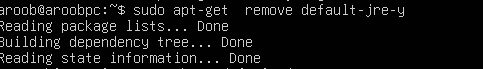 aroob@aroobpc:~$ sudo apt-get  remove default-jre-y
Reading package lists... Done
Building dependency tree... Done
Reading state information... Done